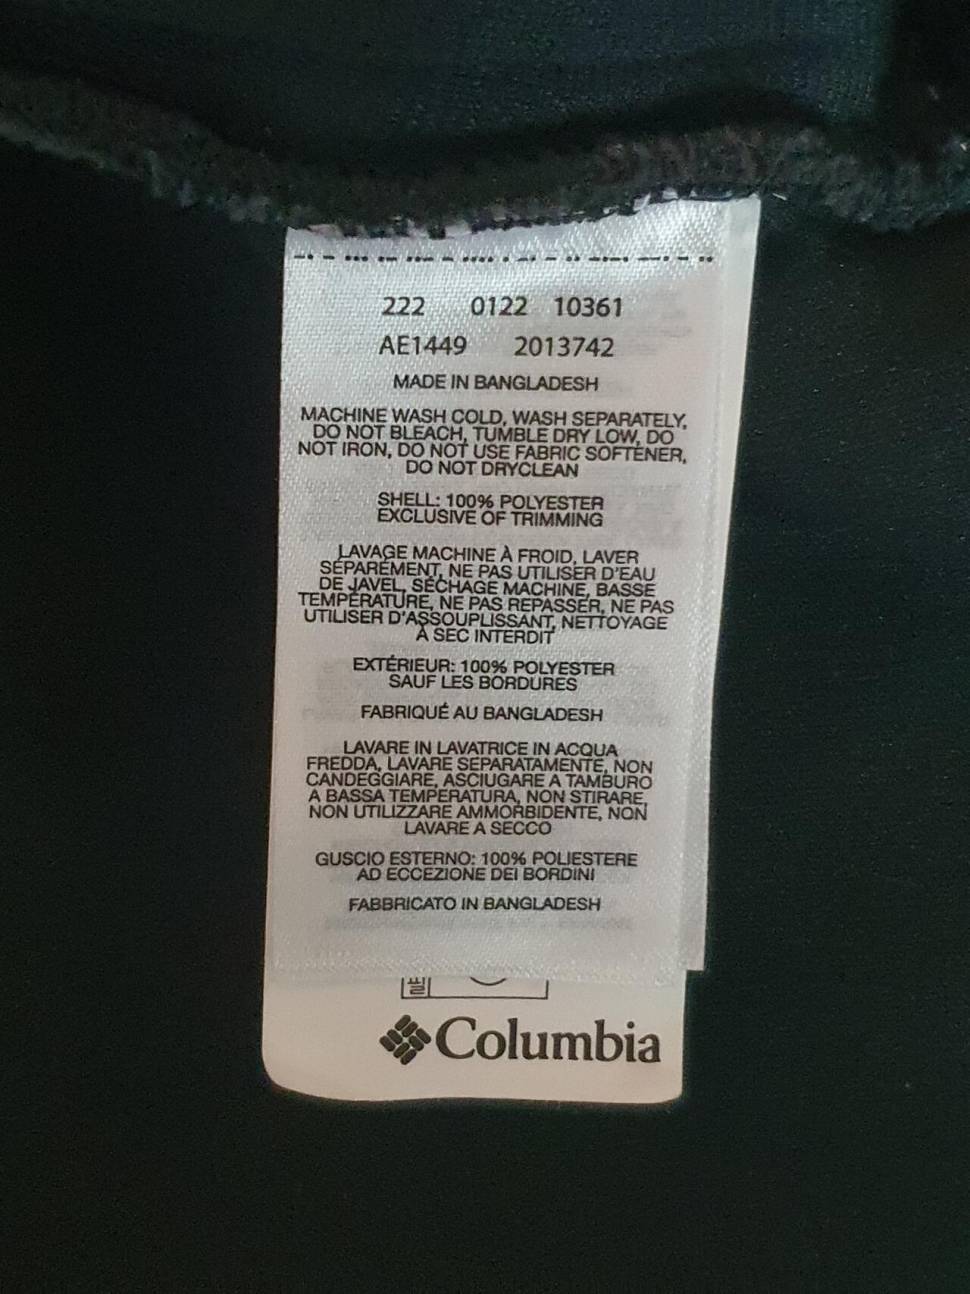 222 0122 10361
AE1449 2013742
MADE IN BANGLADESH
MACHINE WASH COLD, WASH SEPARATELY,
DO NOT BLEACH, TUMBLE DRY LOW, DO
NOT IRON, DO NOT USE FABRIC SOFTENER,
DO NOT DRYCLEAN
SHELL: 100% POLYESTER
EXCLUSIVE OF TRIMMING
LAVAGE MACHINE À FROID, LAVER
SÉPARÉMENT, NE PAS UTILISER D'EAU
DE JAVEL, SÉCHAGE MACHINE, BASSE
TEMPÉRATURE, NE PAS REPASSER, NE PAS
UTILISER D'ASSOUPLISSANT, NETTOYAGE
À SEC INTERDIT
EXTÉRIEUR: 100% POLYESTER
SAUF LES BORDURES
FABRIQUÉ AU BANGLADESH
LAVARE IN LAVATRICE IN ACQUA
FREDDA, LAVARE SEPARATAMENTE, NON
CANDEGGIARE, ASCIUGARE A TAMBURO
A BASSA TEMPERATURA, NON STIRARE,
NON UTILIZZARE AMMORBIDENTE, NON
LAVARE A SECCO
GUSCIO ESTERNO: 100% POLIESTERE
AD ECCEZIONE DEI BORDINI
FABBRICATO IN BANGLADESH
Columbia